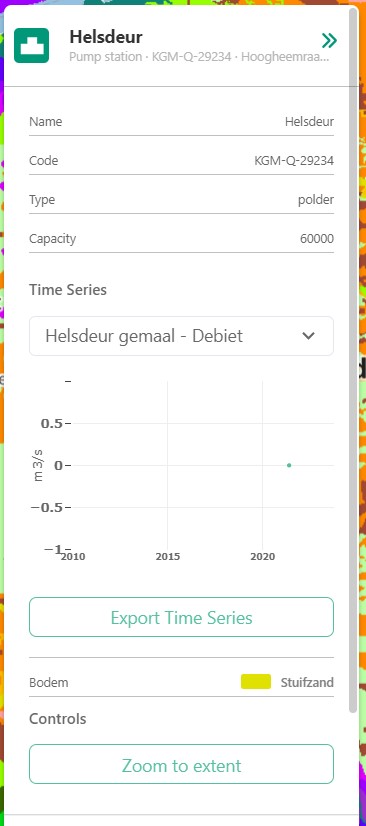 Helsdeur
Pump station · KGM-Q-29234 · Hoogheemraa...
Name Helsdeur
Code KGM-Q-29234
Type polder
Capacity 60000
Time Series
Helsdeur gemaal - Debiet
0.5
0
−0.5
−1
m3/s
2010 2015 2020
Export Time Series
Bodem Stuifzand
Controls
Zoom to extent